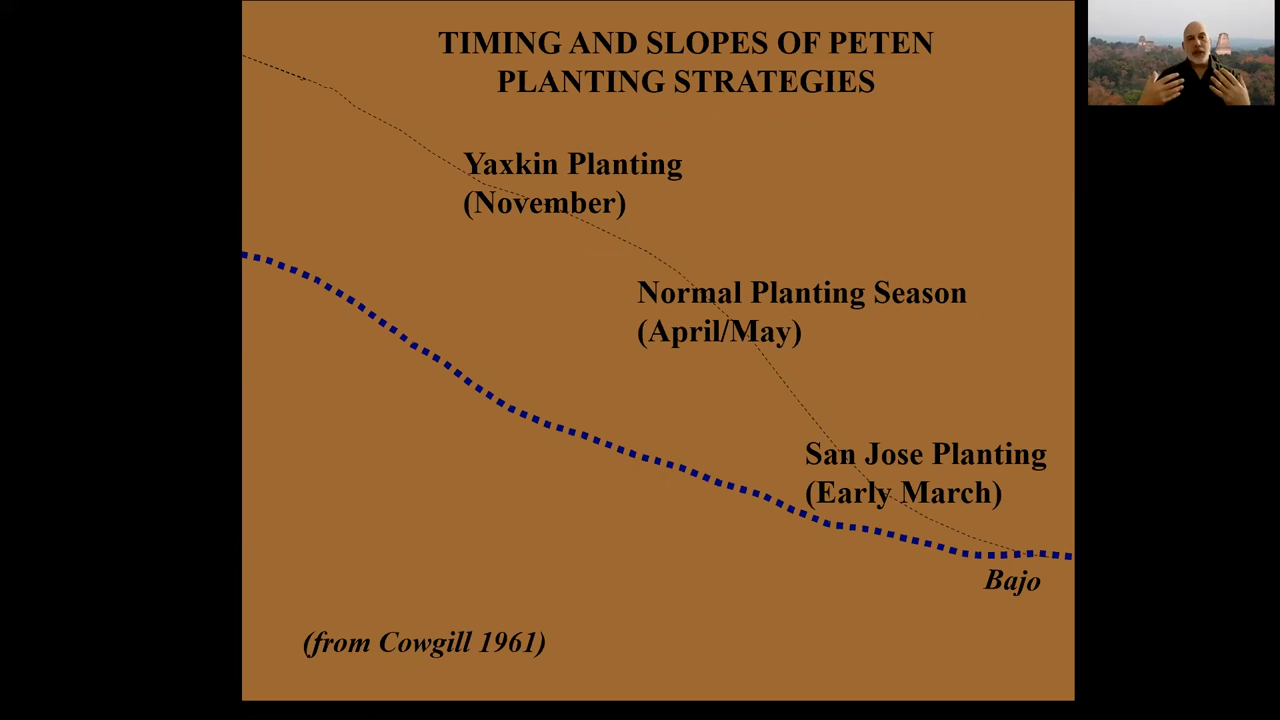 TIMING AND SLOPES OF PETEN
PLANTING STRATEGIES
Yaxkin Planting
(November)
Normal Planting Season
(April/May)
San Jose Planting
(Early March)
Bajo
(from Cowgill 1961)